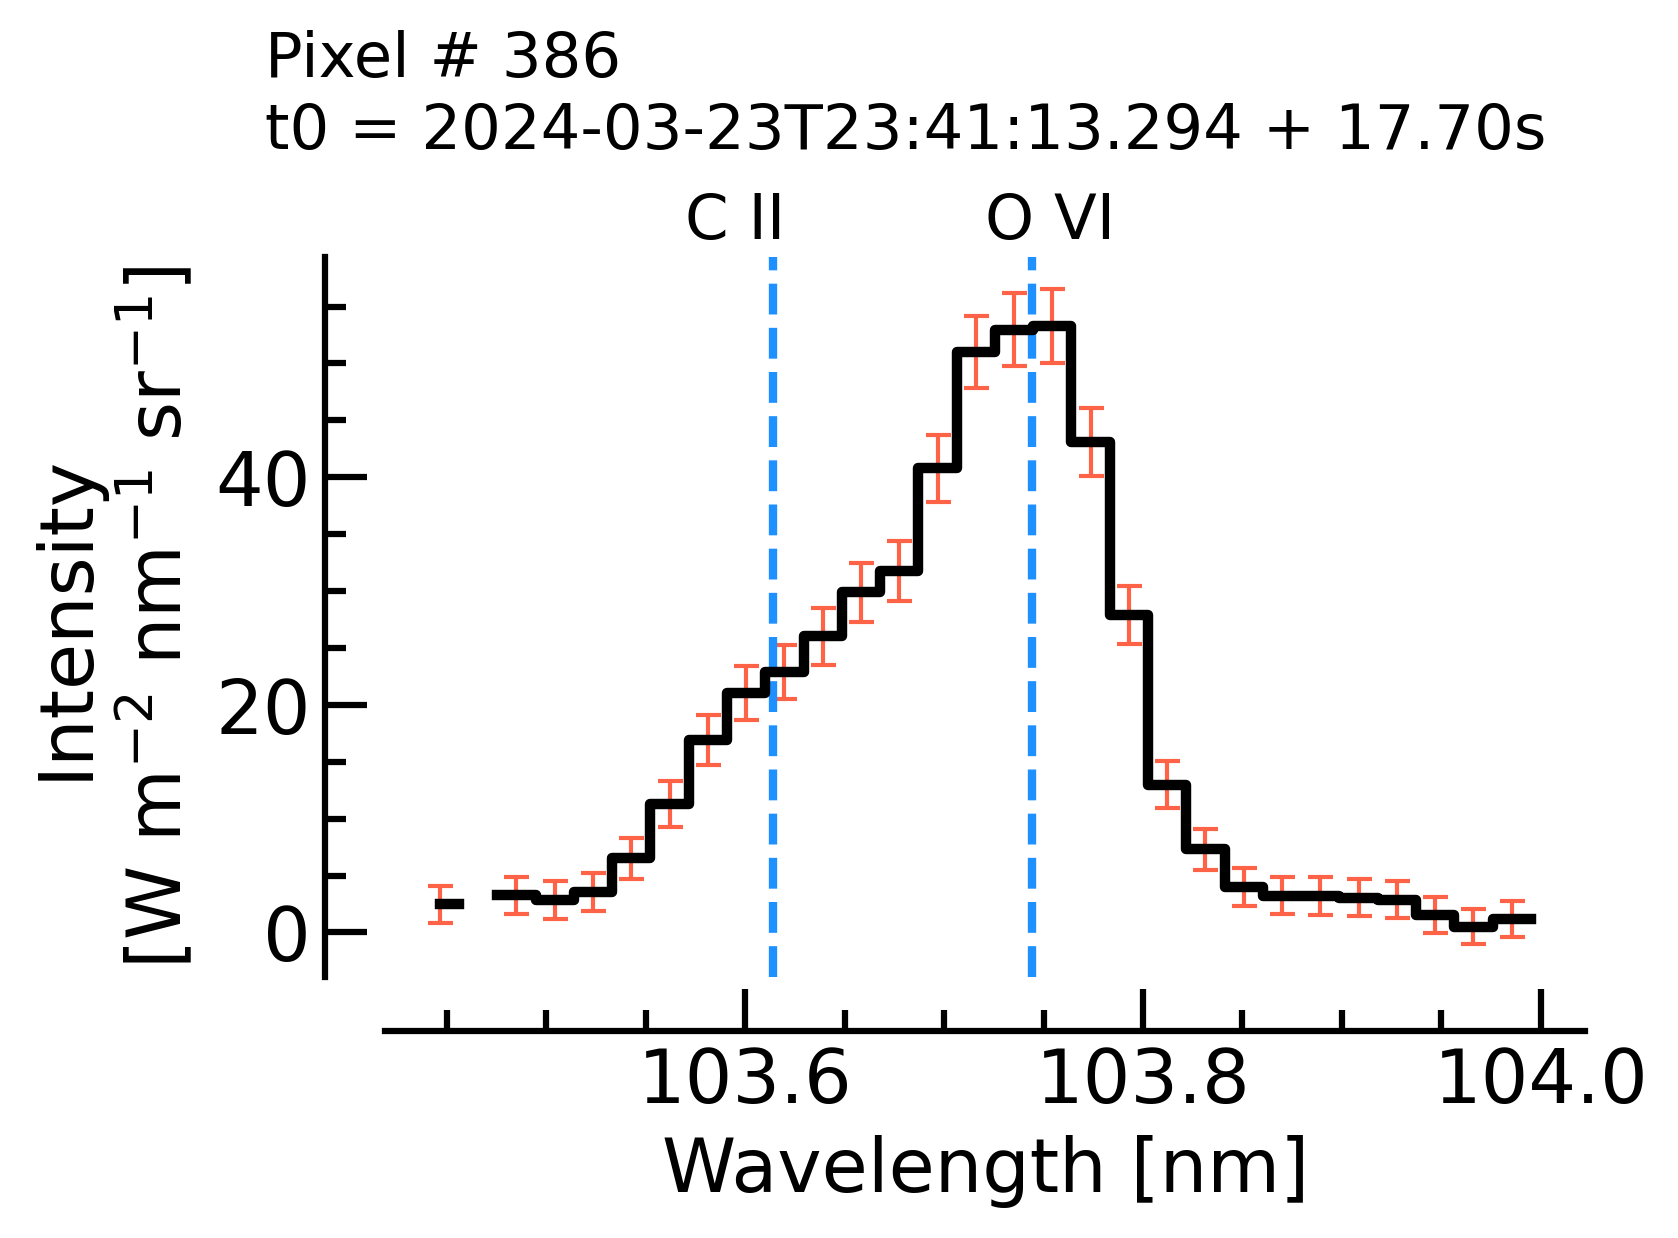 Pixel # 386
t0 = 2024-03-23T23:41:13.294 + 17.70s
C II O VI
Intensity
[W m⁻² nm⁻¹ sr⁻¹]
40
20
0
103.6 103.8 104.0
Wavelength [nm]